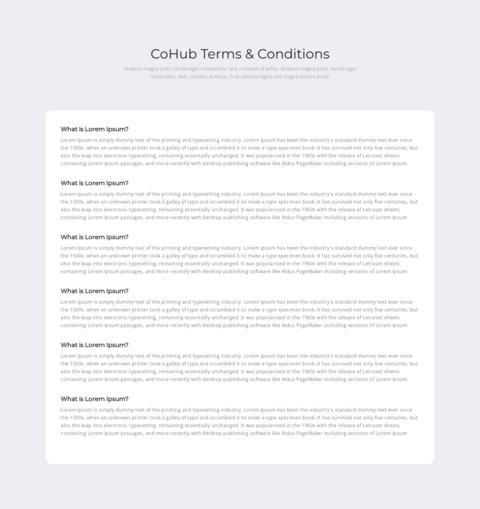 CoHub Terms & Conditions
Vivamus magna justo, lacinia eget consectetur sed, convallis at tellus. Vivamus magna justo, lacinia eget
consectetur sed, convallis at tellus. Cras ultricies ligula sed magna dictum porta.
What is Lorem Ipsum?
Lorem Ipsum is simply dummy text of the printing and typesetting industry. Lorem Ipsum has been the industry's standard dummy text ever since
the 1500s, when an unknown printer took a galley of type and scrambled it to make a type specimen book. It has survived not only five centuries, but
also the leap into electronic typesetting, remaining essentially unchanged. It was popularised in the 1960s with the release of Letraset sheets
containing Lorem Ipsum passages, and more recently with desktop publishing software like Aldus PageMaker including versions of Lorem Ipsum
What is Lorem Ipsum?
Lorem Ipsum is simply dummy text of the printing and typesetting industry. Lorem Ipsum has been the industry's standard dummy text ever since
the 1500s, when an unknown printer took a galley of type and scrambled it to make a type specimen book. It has survived not only five centuries, but
also the leap into electronic typesetting, remaining essentially unchanged. It was popularised in the 1960s with the release of Letraset sheets
containing Lorem Ipsum passages, and more recently with desktop publishing software like Aldus PageMaker including versions of Lorem Ipsum
What is Lorem Ipsum?
Lorem Ipsum is simply dummy text of the printing and typesetting industry. Lorem Ipsum has been the industry's standard dummy text ever since
the 1500s, when an unknown printer took a galley of type and scrambled it to make a type specimen book. It has survived not only five centuries, but
also the leap into electronic typesetting, remaining essentially unchanged. It was popularised in the 1960s with the release of Letraset sheets
containing Lorem Ipsum passages, and more recently with desktop publishing software like Aldus PageMaker including versions of Lorem Ipsum
What is Lorem Ipsum?
Lorem Ipsum is simply dummy text of the printing and typesetting industry. Lorem Ipsum has been the industry's standard dummy text ever since
the 1500s, when an unknown printer took a galley of type and scrambled it to make a type specimen book. It has survived not only five centuries, but
also the leap into electronic typesetting, remaining essentially unchanged. It was popularised in the 1960s with the release of Letraset sheets
containing Lorem Ipsum passages, and more recently with desktop publishing software like Aldus PageMaker including versions of Lorem Ipsum
What is Lorem Ipsum?
Lorem Ipsum is simply dummy text of the printing and typesetting industry. Lorem Ipsum has been the industry's standard dummy text ever since
the 1500s, when an unknown printer took a galley of type and scrambled it to make a type specimen book. It has survived not only five centuries, but
also the leap into electronic typesetting, remaining essentially unchanged. It was popularised in the 1960s with the release of Letraset sheets
containing Lorem Ipsum passages, and more recently with desktop publishing software like Aldus PageMaker including versions of Lorem Ipsum
What is Lorem Ipsum?
Lorem Ipsum is simply dummy text of the printing and typesetting industry. Lorem Ipsum has been the industry's standard dummy text ever since
the 1500s, when an unknown printer took a galley of type and scrambled it to make a type specimen book. It has survived not only five centuries, but
also the leap into electronic typesetting, remaining essentially unchanged. It was popularised in the 1960s with the release of Letraset sheets
containing Lorem Ipsum passages, and more recently with desktop publishing software like Aldus PageMaker including versions of Lorem Ipsum